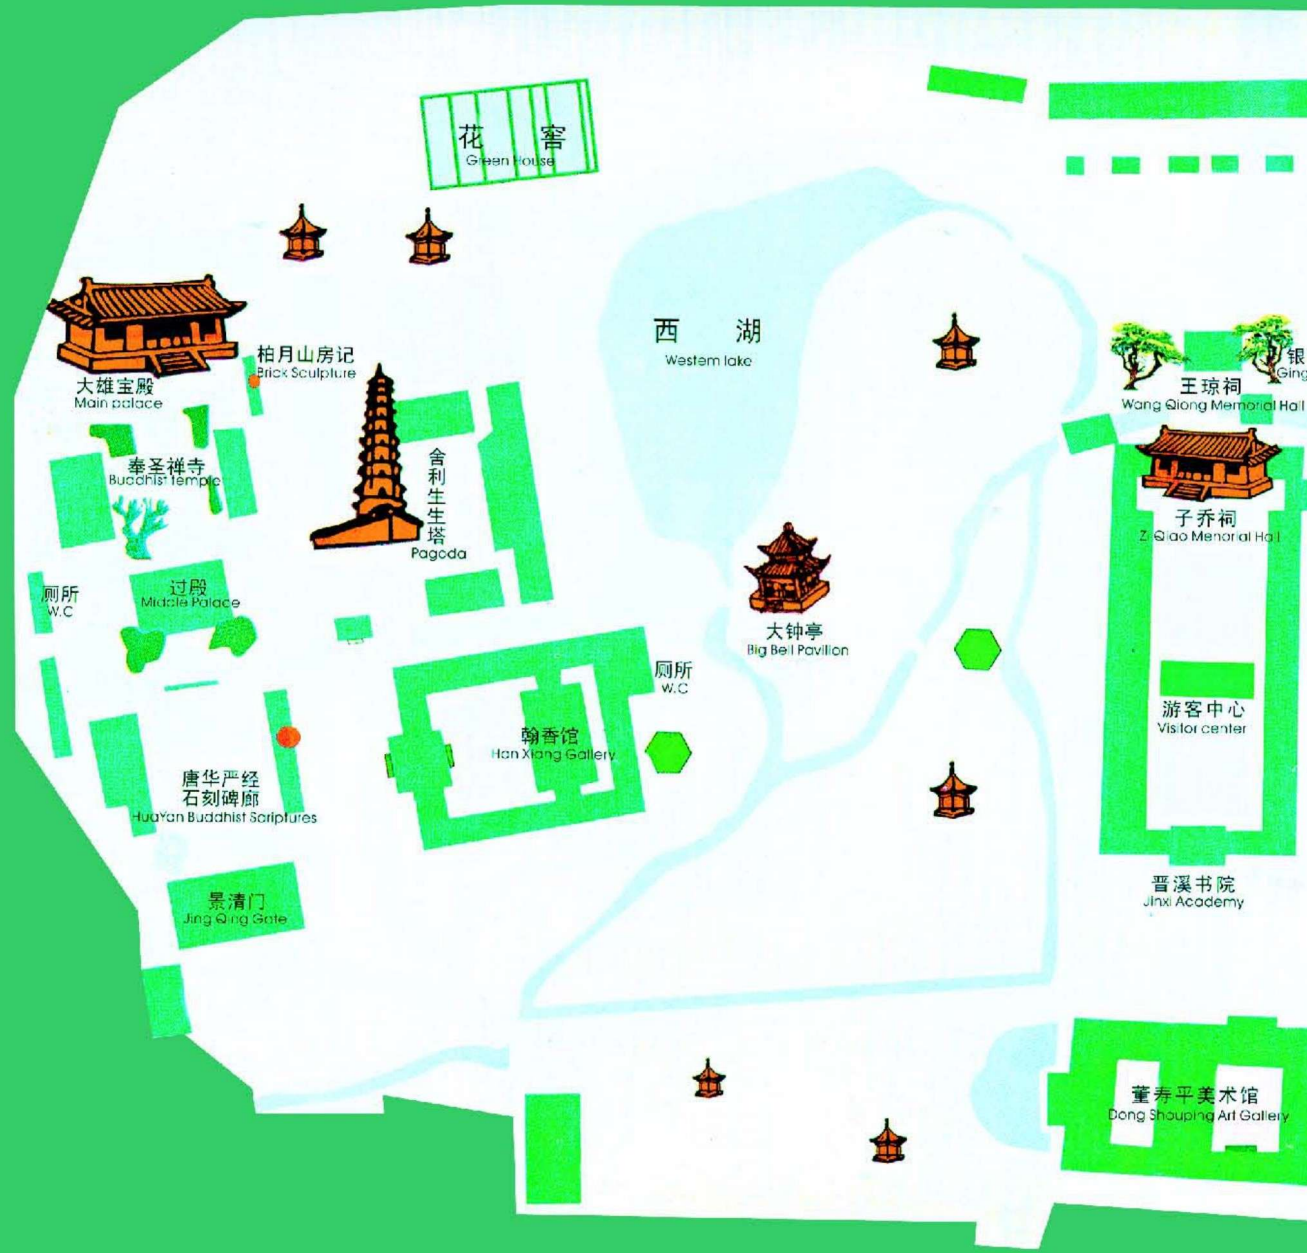 花 窖
Green House
柏月山房记
Brick Sculpture
大雄宝殿
Main palace
西 湖
Western lake
银
Ging
王琼祠
Wang Qiong Memorial Hall
奉圣禅寺
Buddhist temple
舍利生生塔
Pagoda
子乔祠
Zi Qiao Menorial Hall
厕所
W.C
过殿
Middle Palace
大钟亭
Big Bell Pavilion
厕所
W.C
翰香馆
Han Xiang Gallery
游客中心
Visitor center
唐华严经
石刻碑廊
HuaYan Buddhist Soriptures
景清门
Jing Qing Gate
晋溪书院
Jinxi Academy
董寿平美术馆
Dong Shouping Art Gallery